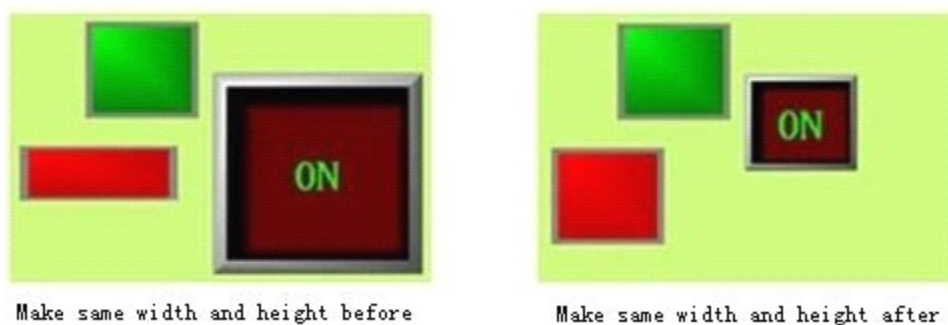 ON
ON
Make same width and height before
Make same width and height after